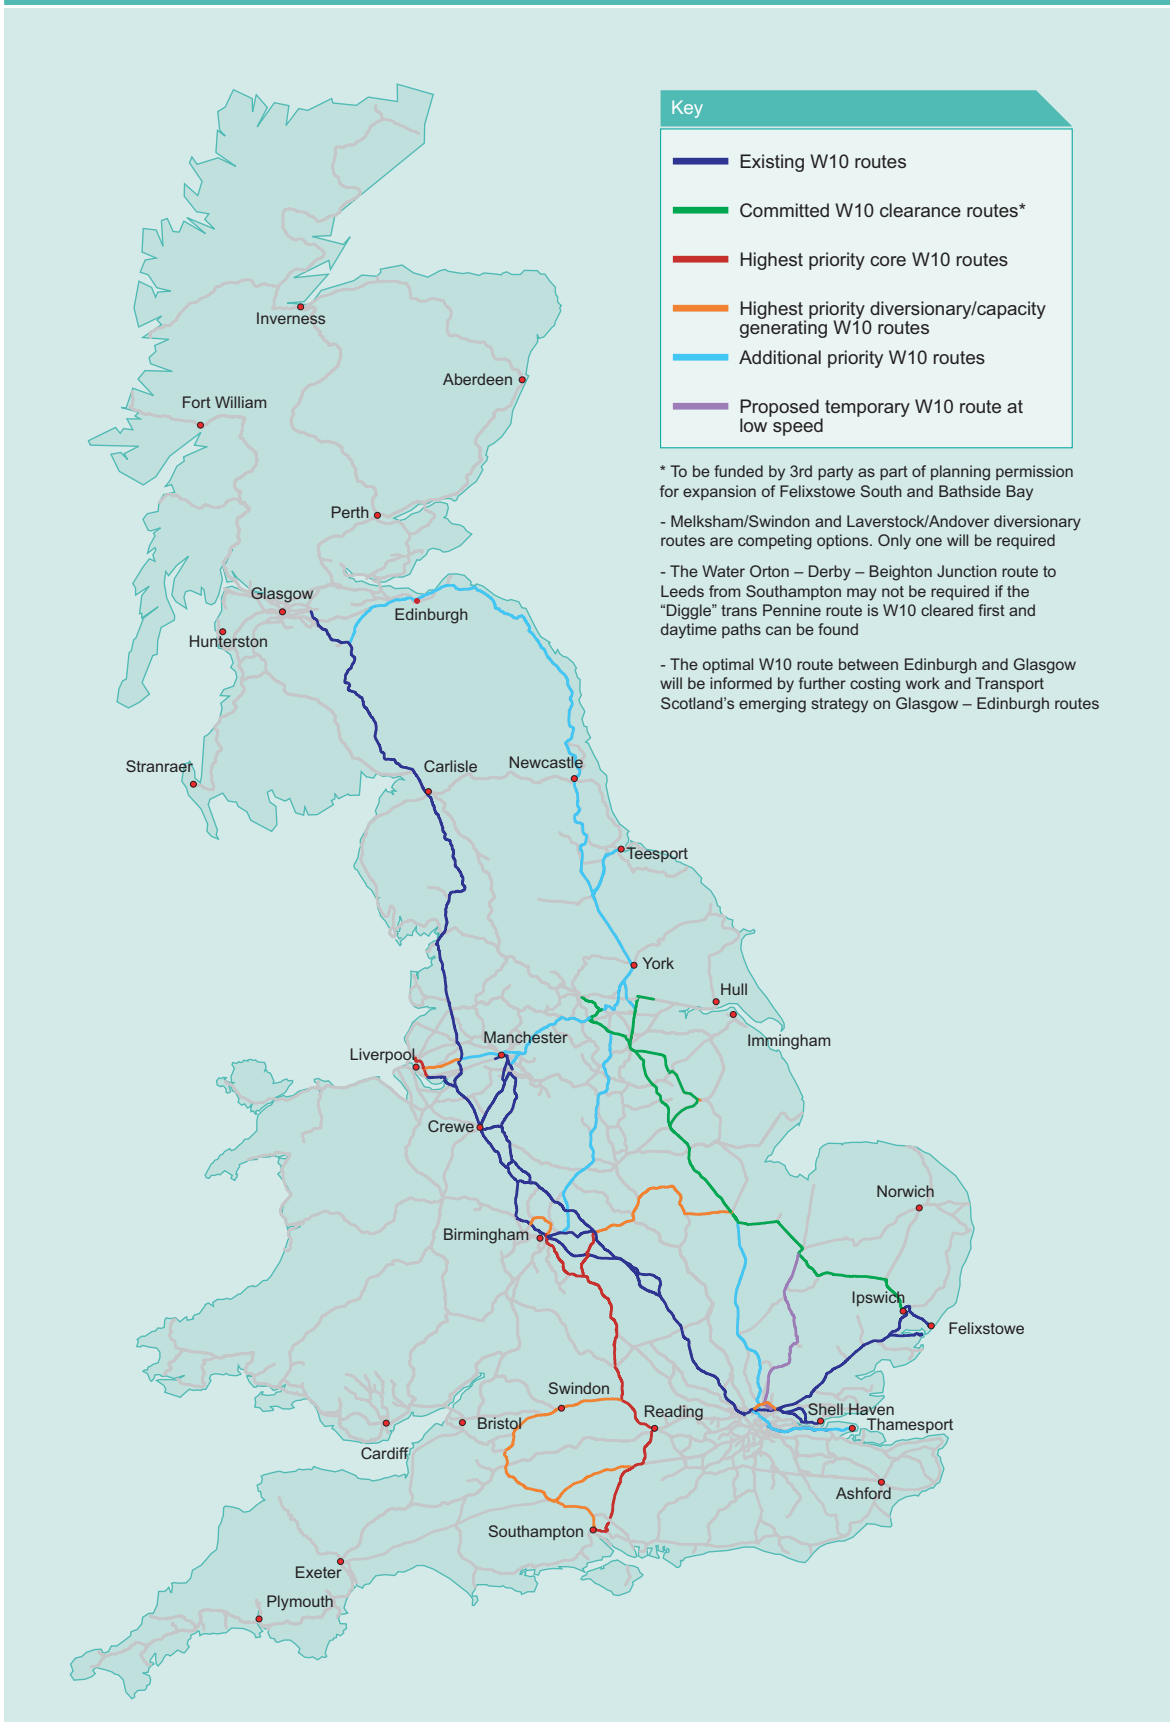 Key
Existing W10 routes
Committed W10 clearance routes*
Highest priority core W10 routes
Highest priority diversionary/capacity
generating W10 routes
Additional priority W10 routes
Proposed temporary W10 route at
low speed
* To be funded by 3rd party as part of planning permission
for expansion of Felixstowe South and Bathside Bay
- Melksham/Swindon and Laverstock/Andover diversionary
routes are competing options. Only one will be required
- The Water Orton – Derby – Beighton Junction route to
Leeds from Southampton may not be required if the
“Diggle” trans Pennine route is W10 cleared first and
daytime paths can be found
- The optimal W10 route between Edinburgh and Glasgow
will be informed by further costing work and Transport
Scotland’s emerging strategy on Glasgow – Edinburgh routes
Inverness
Aberdeen
Fort William
Perth
Glasgow
Edinburgh
Hunterston
Stranraer
Carlisle
Newcastle
Teesport
York
Hull
Immingham
Manchester
Liverpool
Crewe
Norwich
Birmingham
Ipswich
Felixstowe
Swindon
Reading
Shell Haven
Thamesport
Bristol
Cardiff
Ashford
Southampton
Exeter
Plymouth